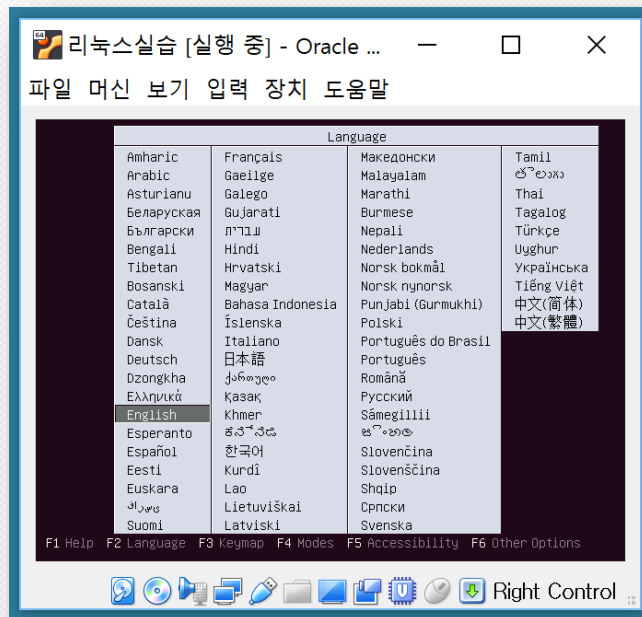 리눅스실습 [실행 중] - Oracle ...
파일 머신 보기 입력 장치 도움말
Language
Amharic
Arabic
Asturianu
Беларуская
Български
Bengali
Tibetan
Bosanski
Català
Čeština
Dansk
Deutsch
Dzongkha
Ελληνικά
English
Esperanto
Español
Eesti
Euskara
Suomi
Français
Gaeilge
Galego
Gujarati
עברית
Hindi
Hrvatski
Magyar
Bahasa Indonesia
Íslenska
Italiano
日本語
ქართული
Қазақ
Khmer
한국어
Kurdî
Lao
Lietuviškai
Latviski
Македонски
Malayalam
Marathi
Burmese
Nepali
Nederlands
Norsk bokmål
Norsk nynorsk
Punjabi (Gurmukhi)
Polski
Português do Brasil
Português
Română
Русский
Sámegillii
Slovenčina
Slovenščina
Shqip
Српски
Svenska
Tamil
Thai
Tagalog
Türkçe
Uyghur
Українська
Tiếng Việt
中文(简体)
中文(繁體)
F1 Help F2 Language F3 Keymap F4 Modes F5 Accessibility F6 Other Options
Right Control